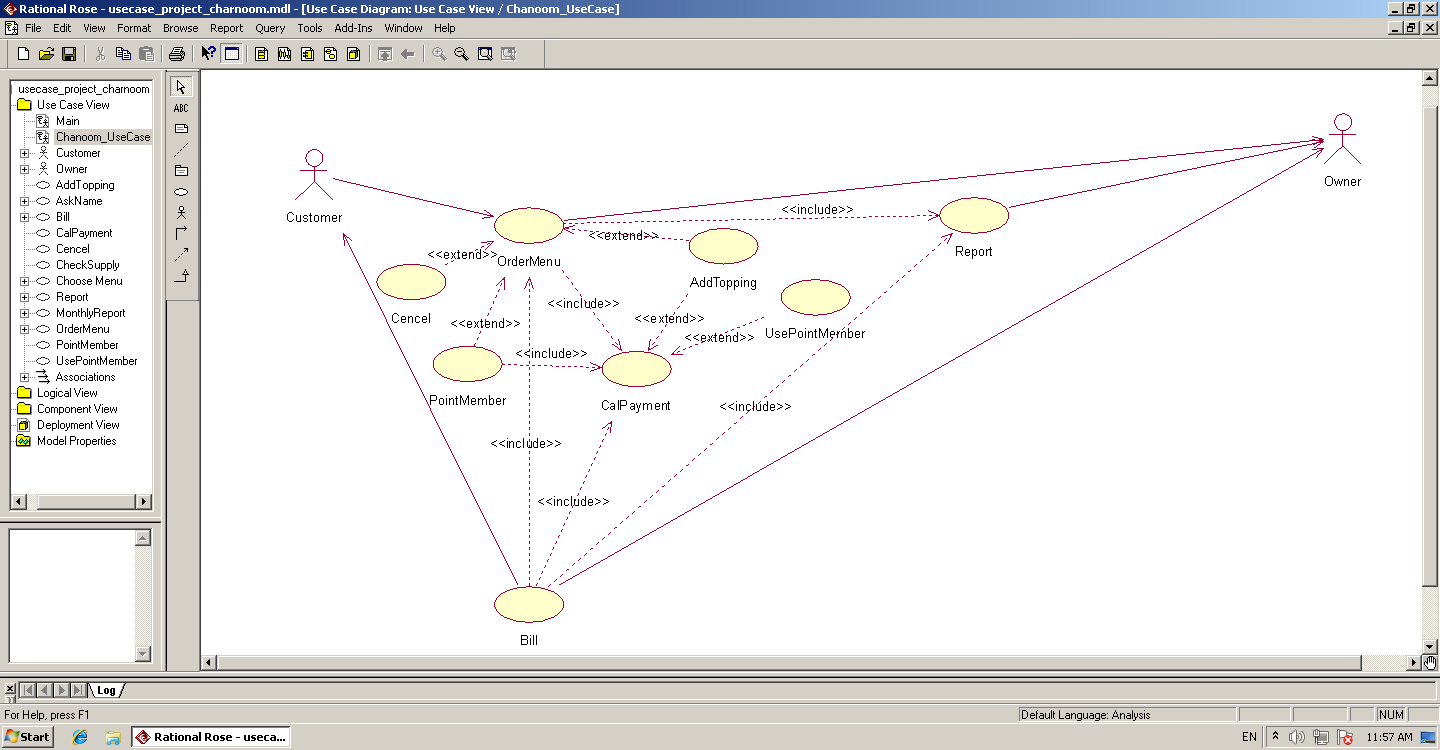 Rational Rose - usecase_project_charnoom.mdl - [Use Case Diagram: Use Case View / Chanoom_UseCase]
File Edit View Format Browse Report Query Tools Add-Ins Window Help
usecase_project_charnoom
Use Case View
Main
Chanoom_UseCase
Customer
Owner
AddTopping
AskName
Bill
CalPayment
Cencel
CheckSupply
Choose Menu
Report
MonthlyReport
OrderMenu
PointMember
UsePointMember
Associations
Logical View
Component View
Deployment View
Model Properties
ABC
Customer
Owner
<<include>>
<<extend>>
Report
<<extend>>
OrderMenu
AddTopping
<<include>>
Cencel
<<extend>>
<<extend>>
UsePointMember
<<extend>>
<<include>>
PointMember
CalPayment
<<include>>
<<include>>
<<include>>
Bill
Log
For Help, press F1
Default Language: Analysis
NUM
Start
Rational Rose - useca...
EN
11:57 AM